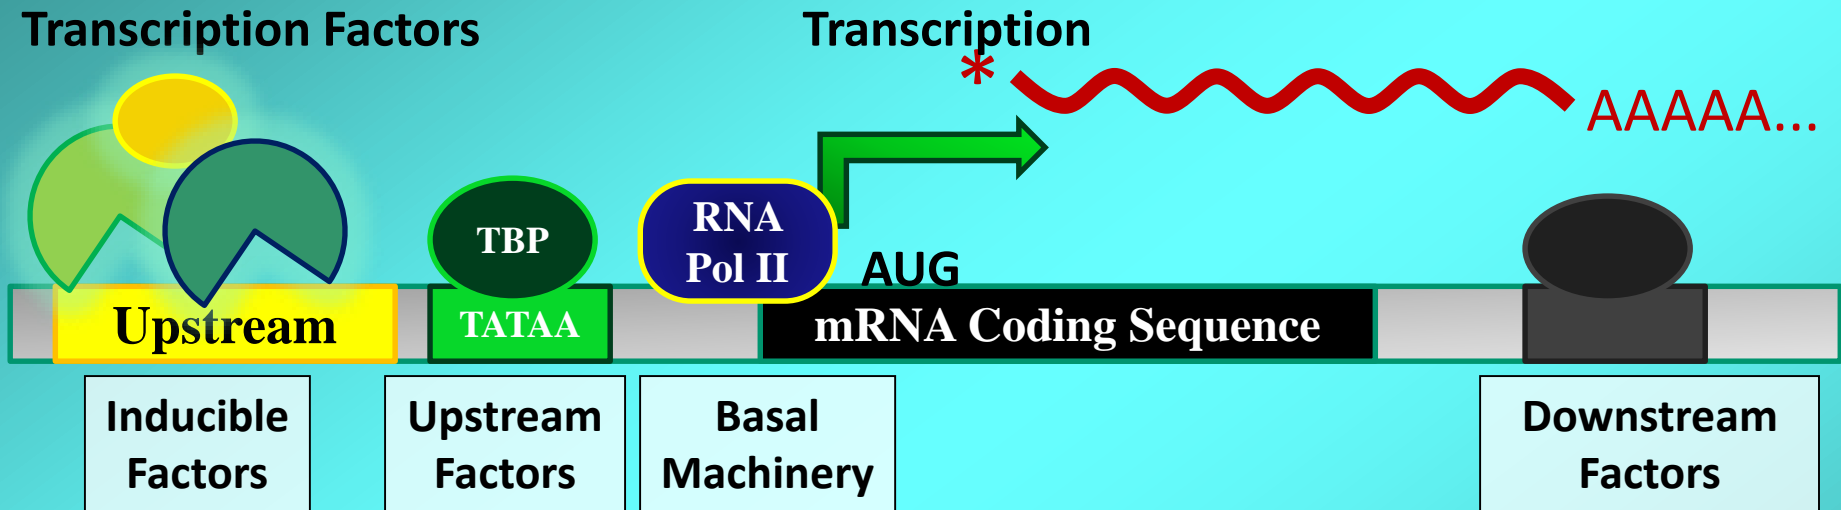 Transcription Factors
Transcription
*
AAAAA...
RNA
Pol II
TBP
AUG
Upstream
TATAA
mRNA Coding Sequence
Inducible
Factors
Upstream
Factors
Basal
Machinery
Downstream
Factors